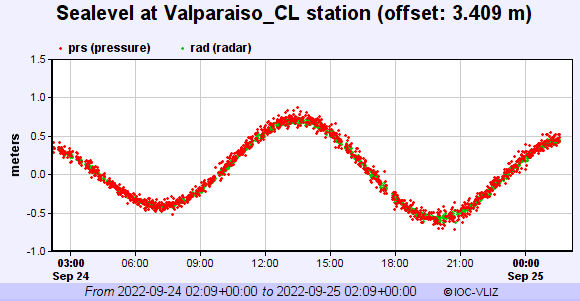 Sealevel at Valparaiso_CL station (offset: 3.409 m)
prs (pressure) rad (radar)
1.5
1.0
0.5
0.0
-0.5
-1.0
meters
03:00 06:00 09:00 12:00 15:00 18:00 21:00 00:00
Sep 24 Sep 25
From 2022-09-24 02:09+00:00 to 2022-09-25 02:09+00:00 ©IOC-VLIZ